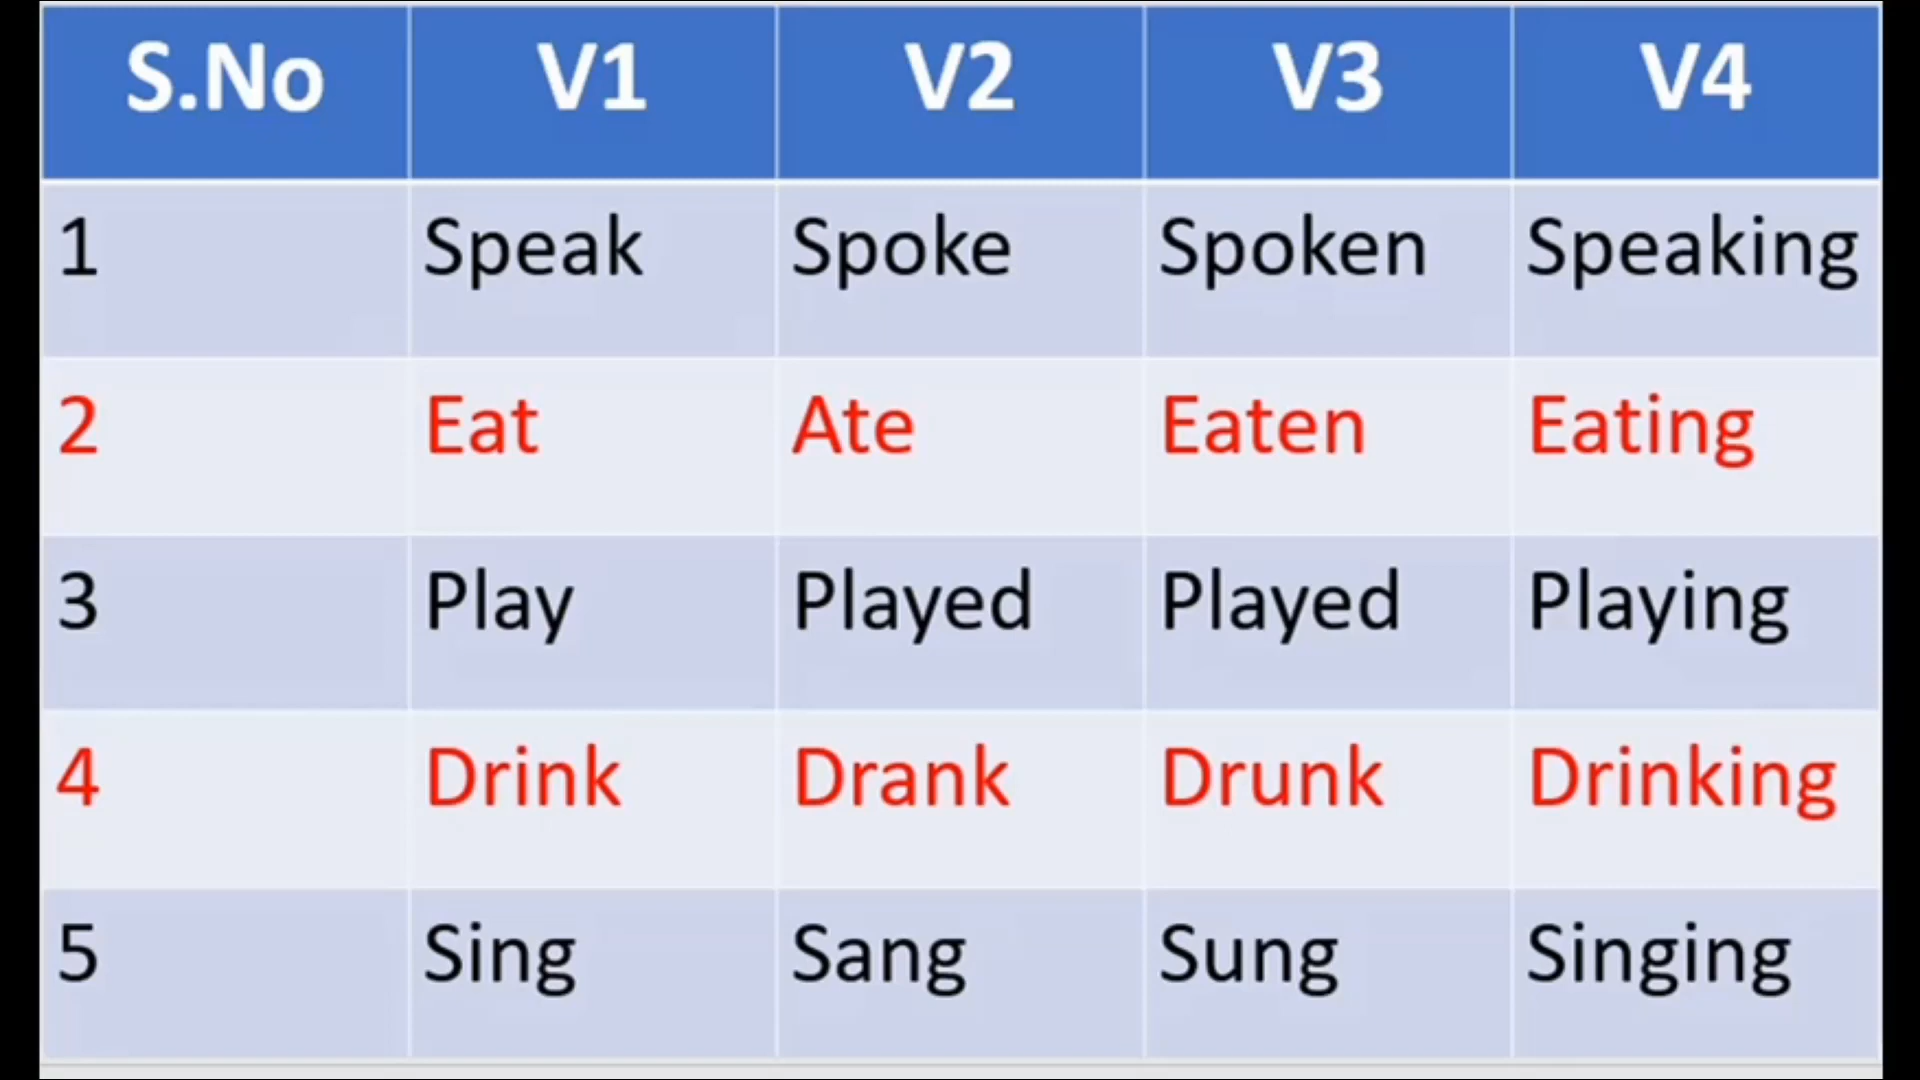 S.No V1 V2 V3 V4
1 Speak Spoke Spoken Speaking
2 Eat Ate Eaten Eating
3 Play Played Played Playing
4 Drink Drank Drunk Drinking
5 Sing Sang Sung Singing